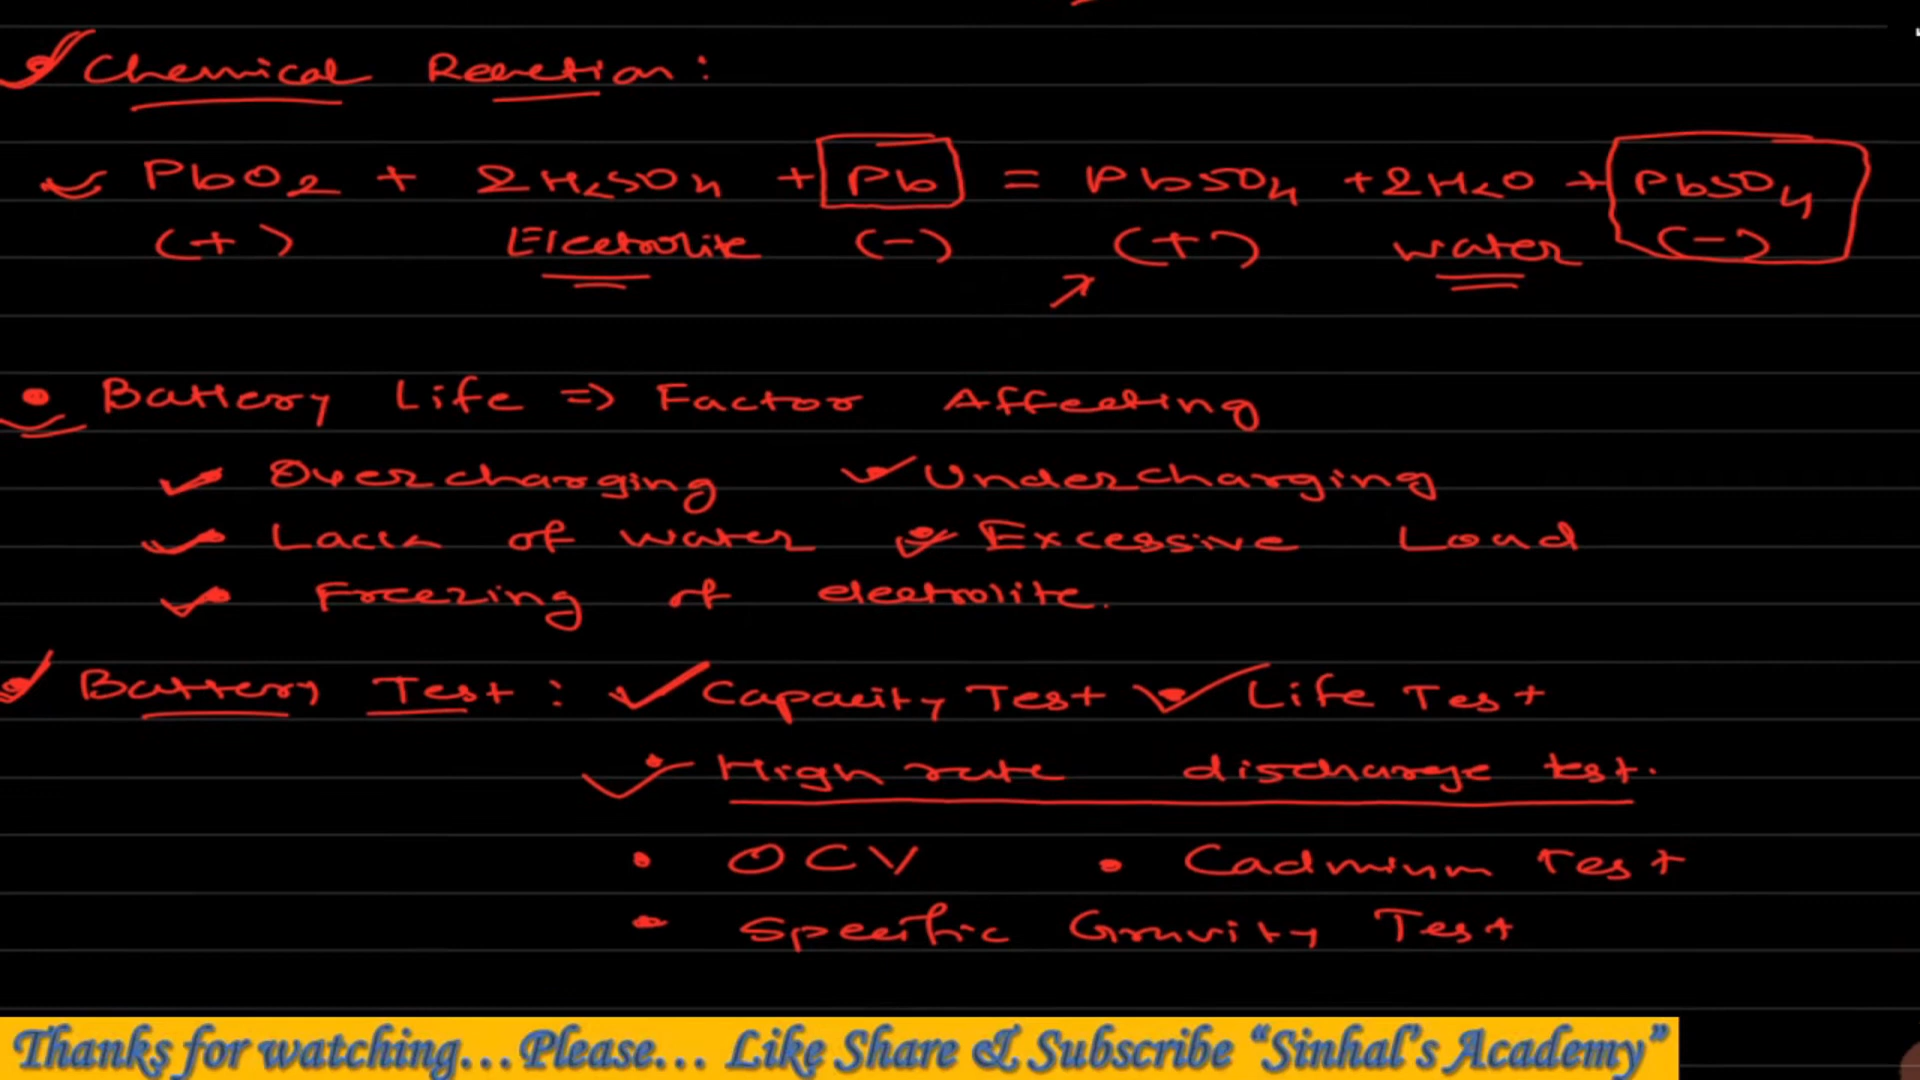 Chemical Reaction:
PbO2 + 2H2SO4 + Pb = PbSO4 + 2H2O + PbSO4
(+) Electrolite (-) (+) water (-)
Battery Life => Factor Affecting
Overcharging Undercharging
Lack of water Excessive Load
Freezing of electrolite.
Battery Test: Capacity Test Life Test
High rate discharge test.
OCV Cadmium Test
Specific Gravity Test
Thanks for watching...Please... Like Share & Subscribe "Sinhal's Academy"